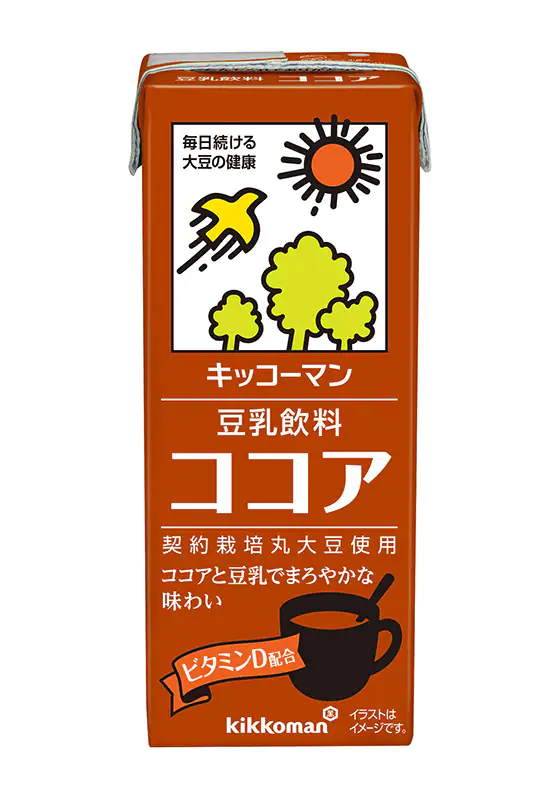 豆乳飲料 ココア
毎日続ける
大豆の健康
キッコーマン
豆乳飲料
ココア
契約栽培丸大豆使用
ココアと豆乳でまろやかな
味わい
ビタミンD配合
kikkoman
イラストは
イメージです。